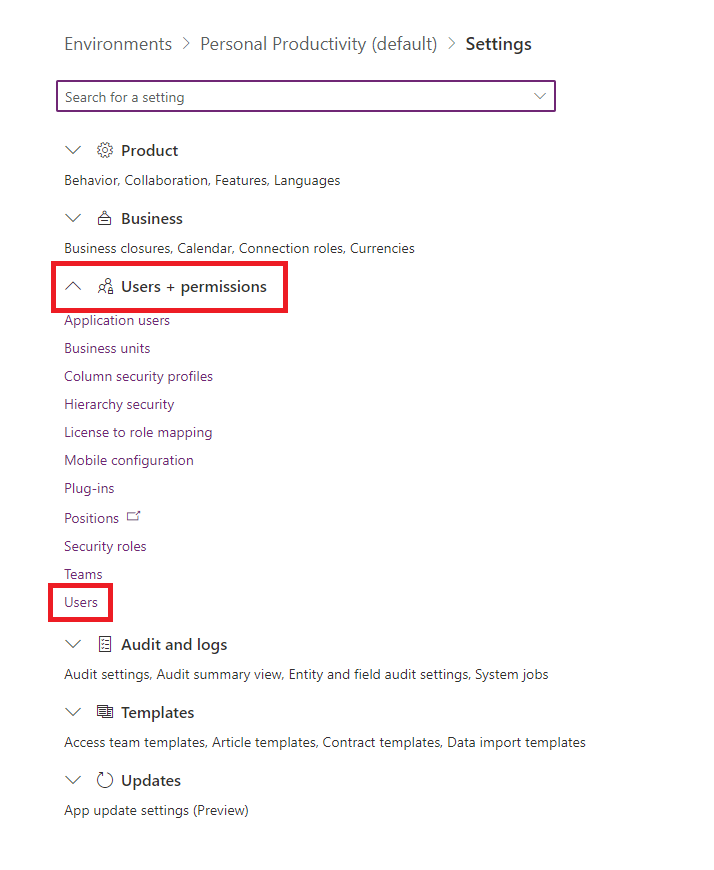 Environments > Personal Productivity (default) > Settings
Search for a setting
Product
Behavior, Collaboration, Features, Languages
Business
Business closures, Calendar, Connection roles, Currencies
Users + permissions
Application users
Business units
Column security profiles
Hierarchy security
License to role mapping
Mobile configuration
Plug-ins
Positions
Security roles
Teams
Users
Audit and logs
Audit settings, Audit summary view, Entity and field audit settings, System jobs
Templates
Access team templates, Article templates, Contract templates, Data import templates
Updates
App update settings (Preview)